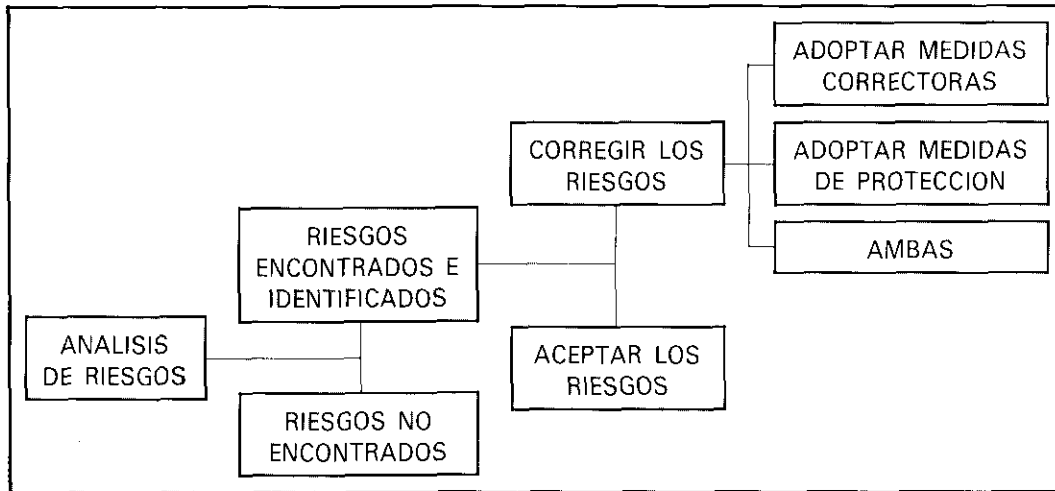 ANALISIS
DE RIESGOS
RIESGOS
ENCONTRADOS E
IDENTIFICADOS
RIESGOS NO
ENCONTRADOS
CORREGIR LOS
RIESGOS
ACEPTAR LOS
RIESGOS
ADOPTAR MEDIDAS
CORRECTORAS
ADOPTAR MEDIDAS
DE PROTECCION
AMBAS